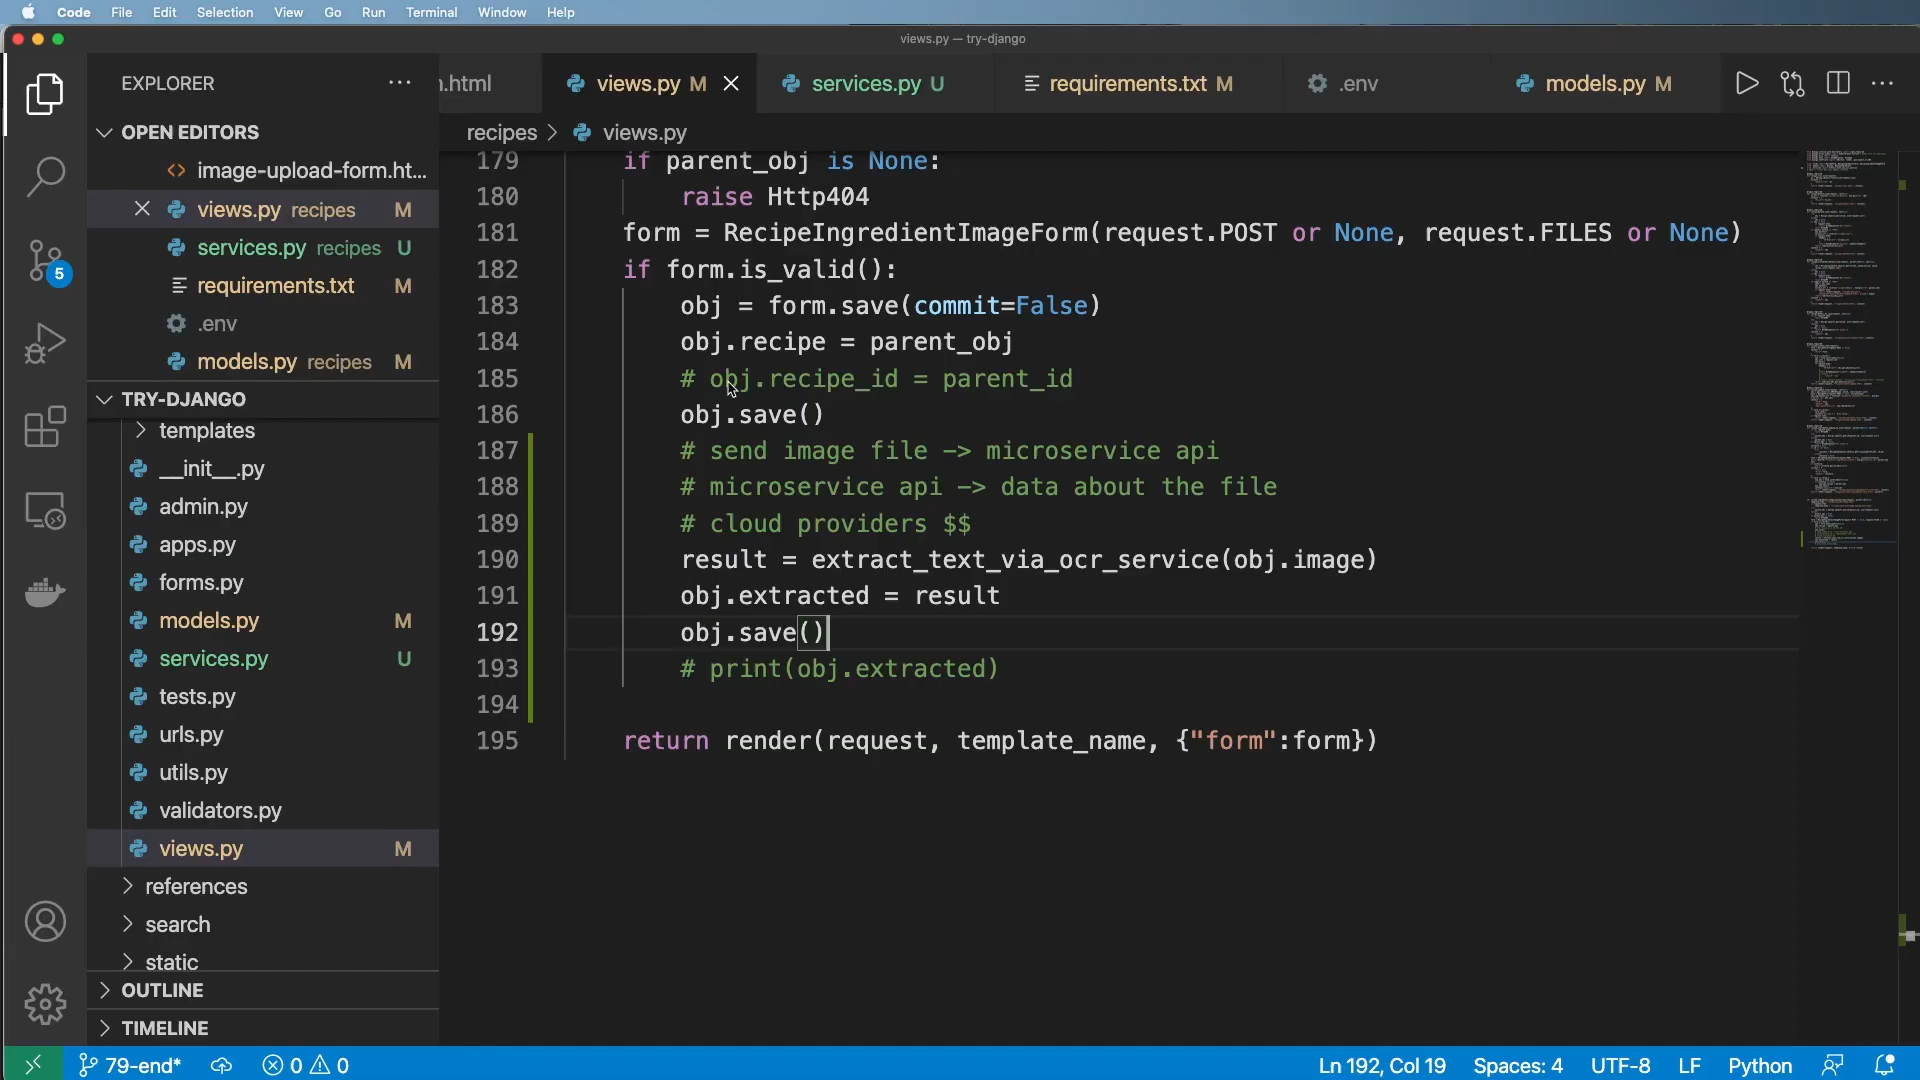 Code File Edit Selection View Go Run Terminal Window Help
views.py — try-django
EXPLORER
OPEN EDITORS
image-upload-form.ht...
views.py recipes M
services.py recipes U
requirements.txt M
.env
models.py recipes M
TRY-DJANGO
templates
__init__.py
admin.py
apps.py
forms.py
models.py M
services.py U
tests.py
urls.py
utils.py
validators.py
views.py M
references
search
static
OUTLINE
TIMELINE
5
.html views.py M services.py U requirements.txt M .env models.py M
recipes > views.py
179 if parent_obj is None:
180 raise Http404
181 form = RecipeIngredientImageForm(request.POST or None, request.FILES or None)
182 if form.is_valid():
183 obj = form.save(commit=False)
184 obj.recipe = parent_obj
185 # obj.recipe_id = parent_id
186 obj.save()
187 # send image file -> microservice api
188 # microservice api -> data about the file
189 # cloud providers $$
190 result = extract_text_via_ocr_service(obj.image)
191 obj.extracted = result
192 obj.save()
193 # print(obj.extracted)
194
195 return render(request, template_name, {"form":form})
79-end* 0 0 Ln 192, Col 19 Spaces: 4 UTF-8 LF Python